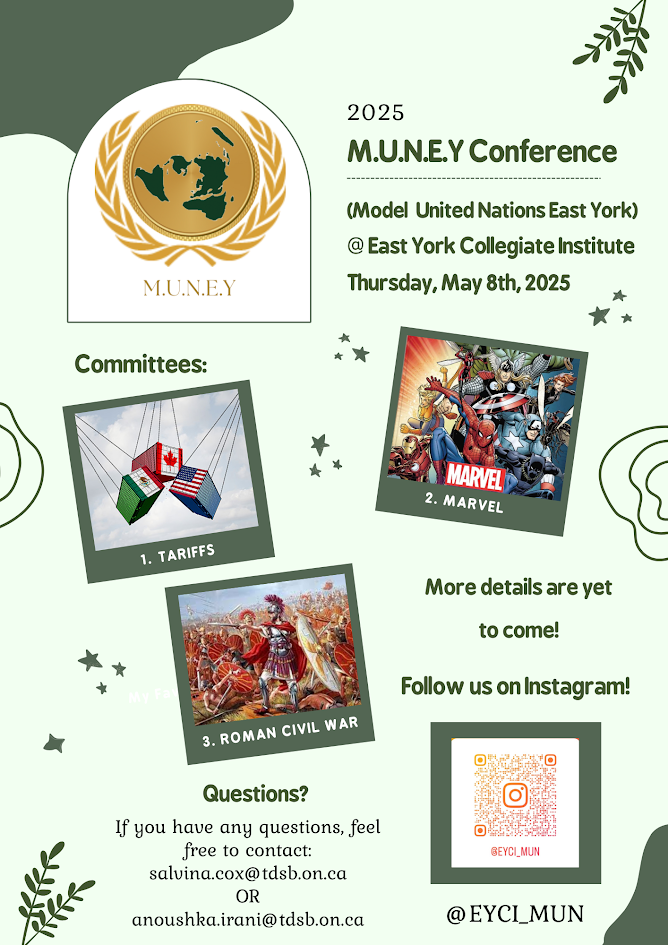 2025
M.U.N.E.Y Conference
(Model United Nations East York)
@ East York Collegiate Institute
Thursday, May 8th, 2025
M.U.N.E.Y
Committees:
1. TARIFFS
MARVEL
2. MARVEL
3. ROMAN CIVIL WAR
More details are yet
to come!
Follow us on Instagram!
@EYCI_MUN
@EYCI_MUN
Questions?
If you have any questions, feel
free to contact:
salvina.cox@tdsb.on.ca
OR
anoushka.irani@tdsb.on.ca